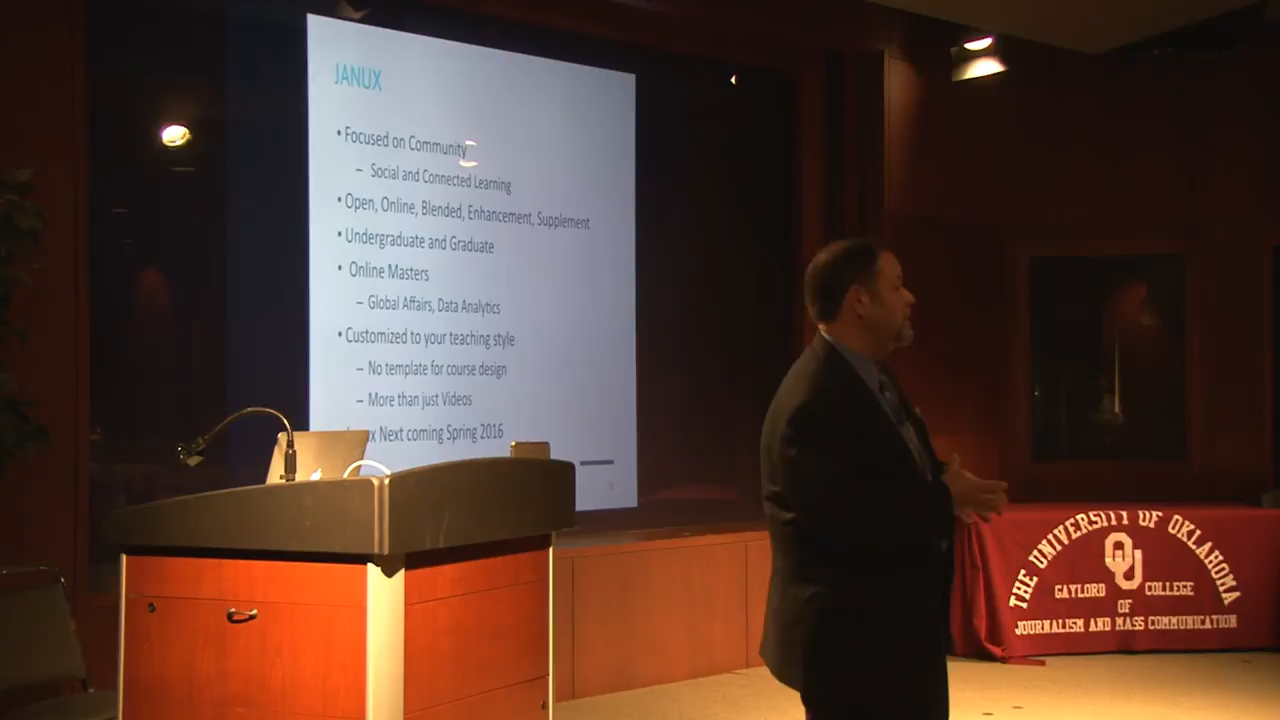 JANUX
• Focused on Community
– Social and Connected Learning
• Open, Online, Blended, Enhancement, Supplement
• Undergraduate and Graduate
• Online Masters
– Global Affairs, Data Analytics
• Customized to your teaching style
– No template for course design
– More than just Videos
Next coming Spring 2016
THE UNIVERSITY OF OKLAHOMA
OU
GAYLORD COLLEGE
OF
JOURNALISM AND MASS COMMUNICATION